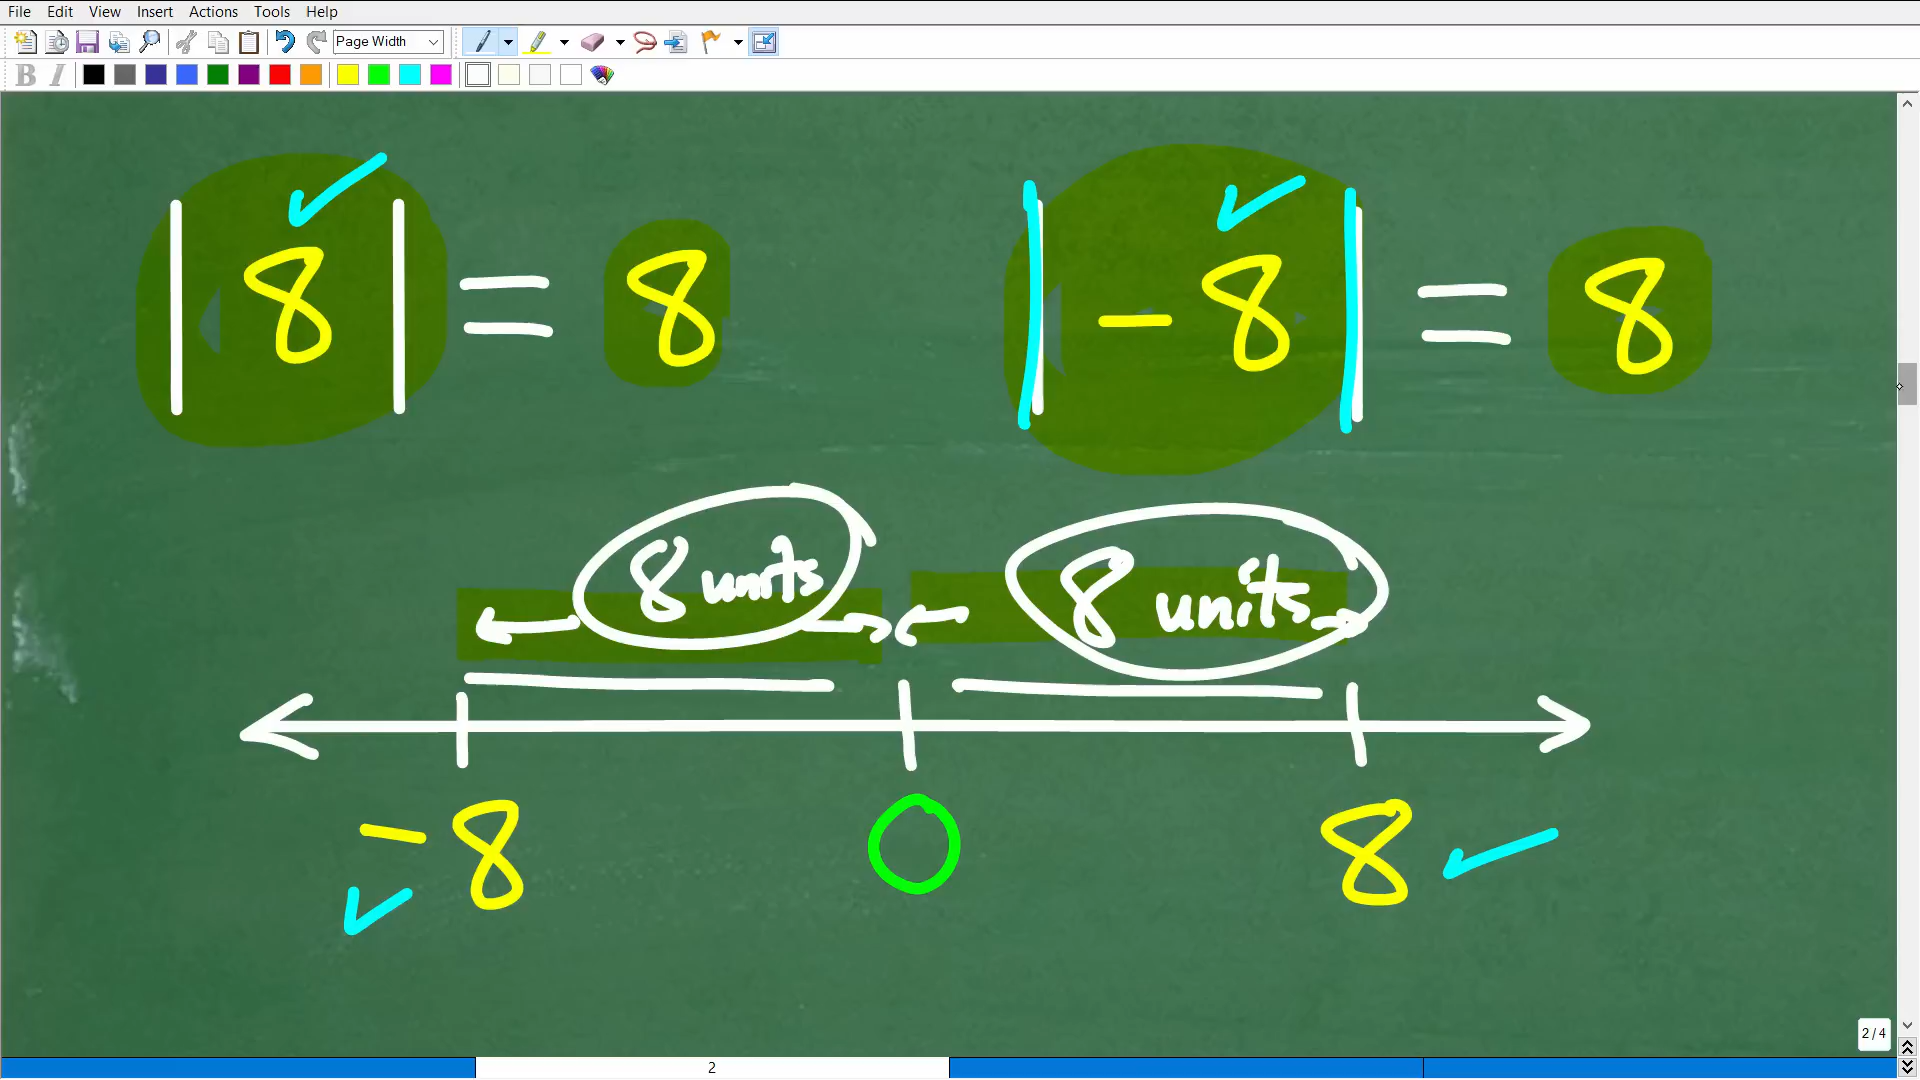 File Edit View Insert Actions Tools Help
Page Width
B I
|8| = 8
|-8| = 8
8 units 8 units
-8 0 8
2 / 4
2